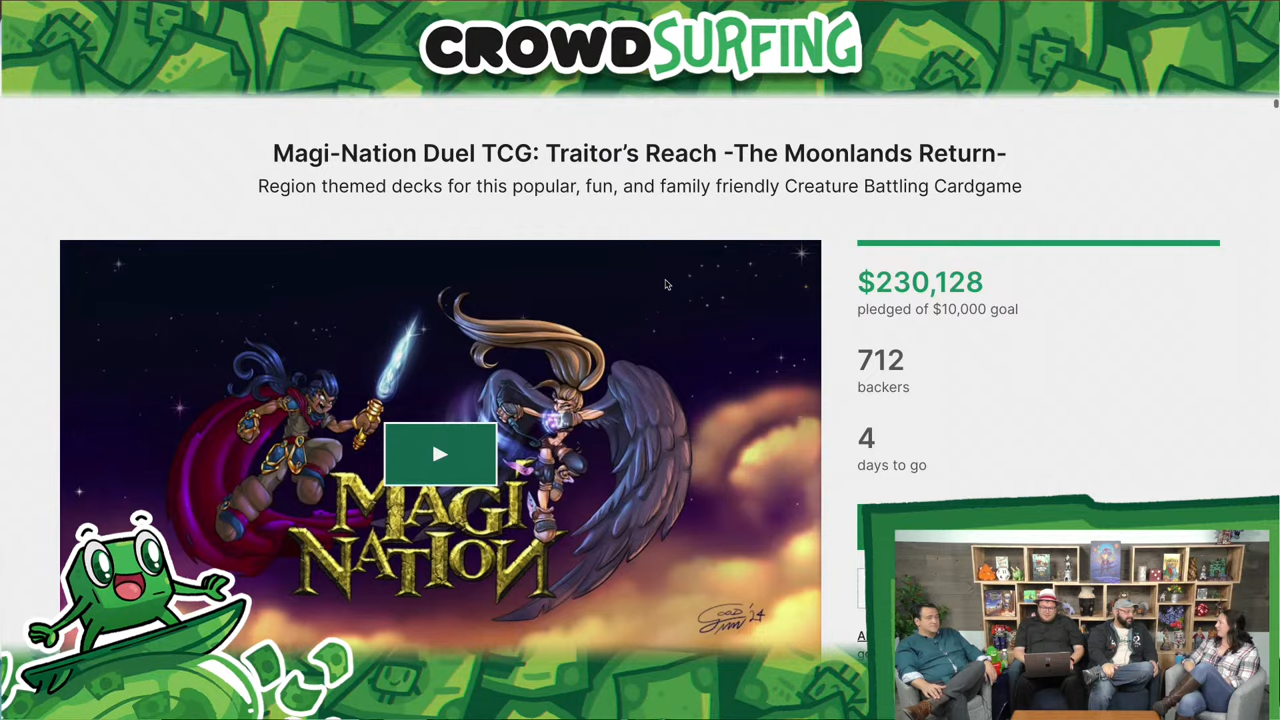 CROWDSURFING
Magi-Nation Duel TCG: Traitor’s Reach -The Moonlands Return-
Region themed decks for this popular, fun, and family friendly Creature Battling Cardgame
$230,128
pledged of $10,000 goal
712
backers
4
days to go
MAGI
NATION